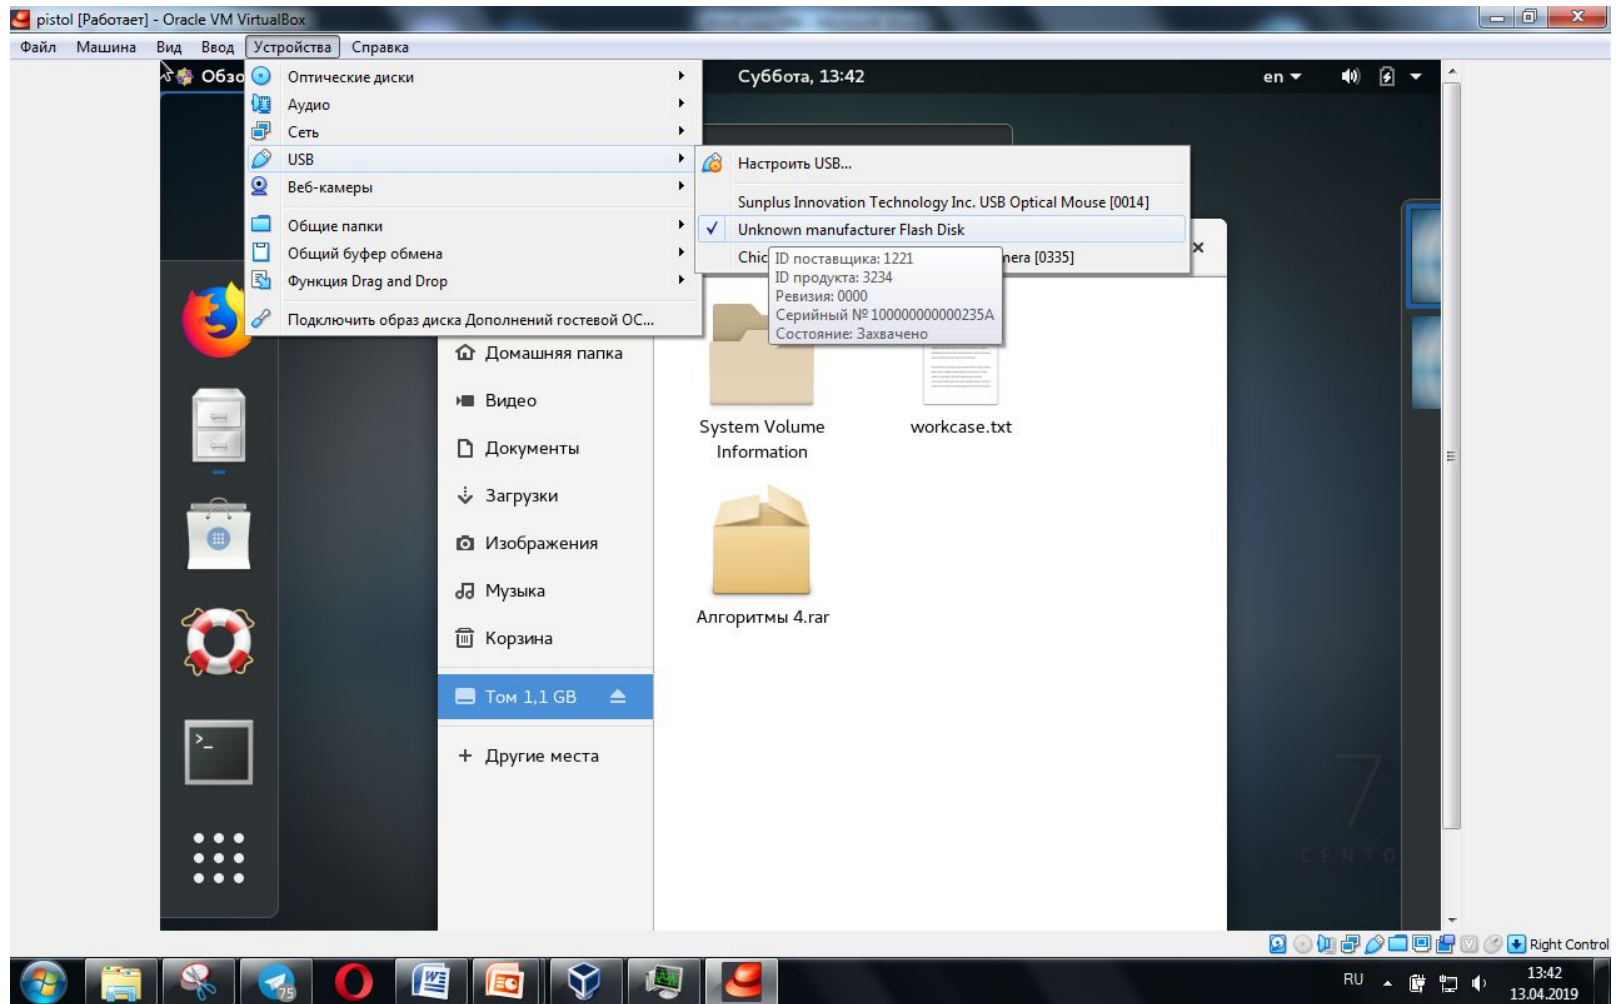 pistol [Работает] - Oracle VM VirtualBox
Файл Машина Вид Ввод Устройства Справка
Обзо
Суббота, 13:42
en
Оптические диски
Аудио
Сеть
USB
Веб-камеры
Общие папки
Общий буфер обмена
Функция Drag and Drop
Подключить образ диска Дополнений гостевой ОС...
Настроить USB...
Sunplus Innovation Technology Inc. USB Optical Mouse [0014]
Unknown manufacturer Flash Disk
Chic
nera [0335]
ID поставщика: 1221
ID продукта: 3234
Ревизия: 0000
Серийный № 100000000000235A
Состояние: Захвачено
Домашняя папка
Видео
Документы
Загрузки
Изображения
Музыка
Корзина
Том 1,1 GB
+ Другие места
System Volume
Information
workcase.txt
Алгоритмы 4.rar
7
CENTO
Right Control
75
RU
13:42
13.04.2019